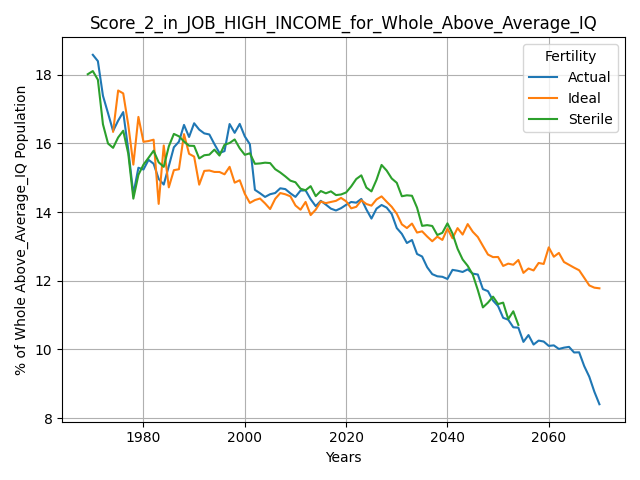 Score_2_in_JOB_HIGH_INCOME_for_Whole_Above_Average_IQ
Fertility
Actual
Ideal
Sterile
% of Whole Above_Average_IQ Population
18
16
14
12
10
8
1980
2000
2020
2040
2060
Years